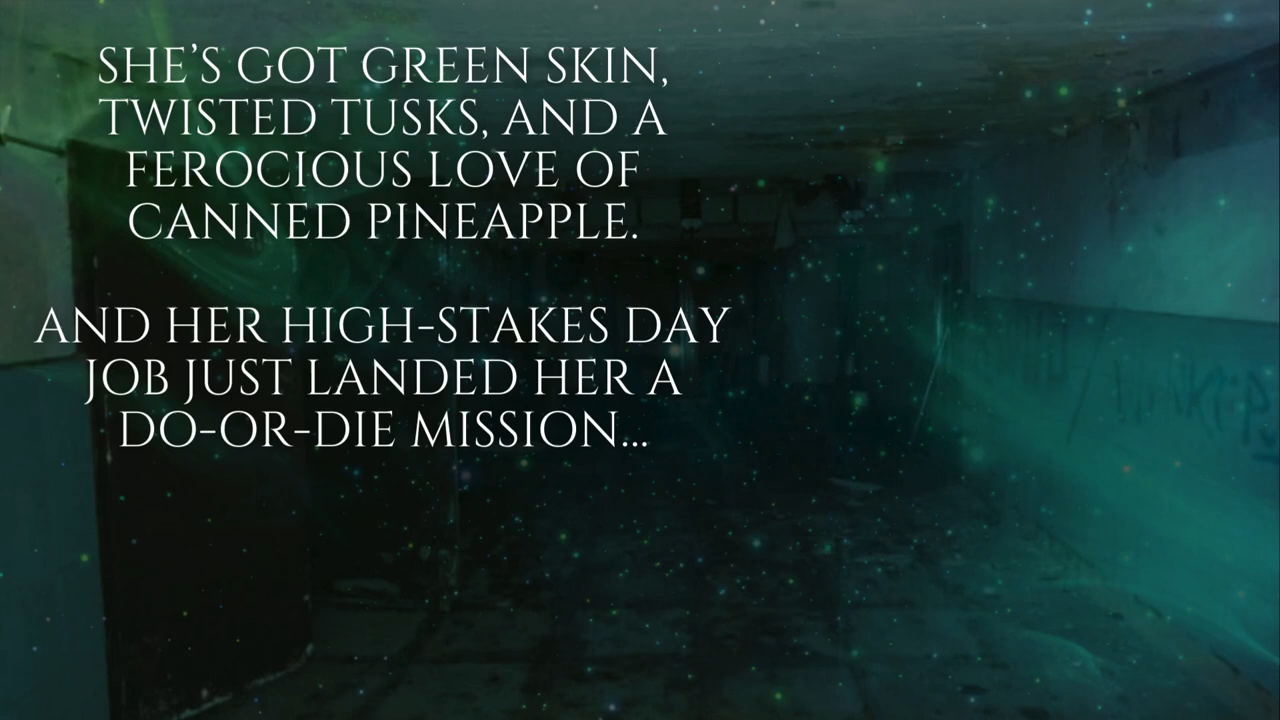 SHE'S GOT GREEN SKIN,
TWISTED TUSKS, AND A
FEROCIOUS LOVE OF
CANNED PINEAPPLE.
AND HER HIGH-STAKES DAY
JOB JUST LANDED HER A
DO-OR-DIE MISSION...